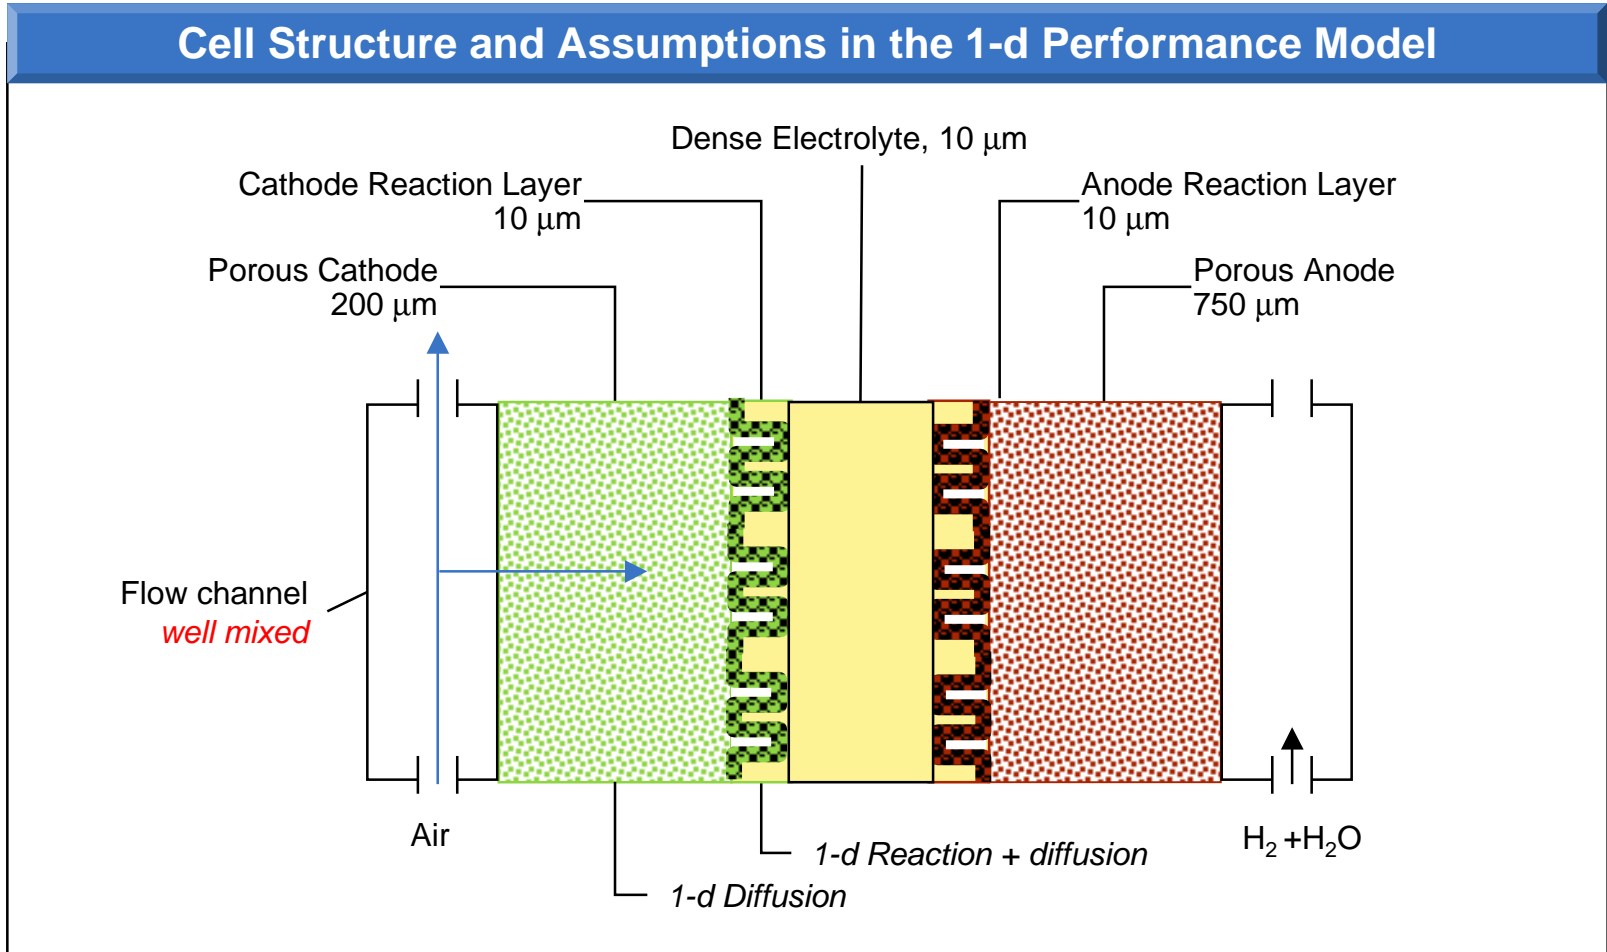 Cell Structure and Assumptions in the 1-d Performance Model
Dense Electrolyte, 10 μm
Cathode Reaction Layer
10 μm
Anode Reaction Layer
10 μm
Porous Cathode
200 μm
Porous Anode
750 μm
Flow channel
well mixed
Air
H2 +H2O
1-d Reaction + diffusion
1-d Diffusion